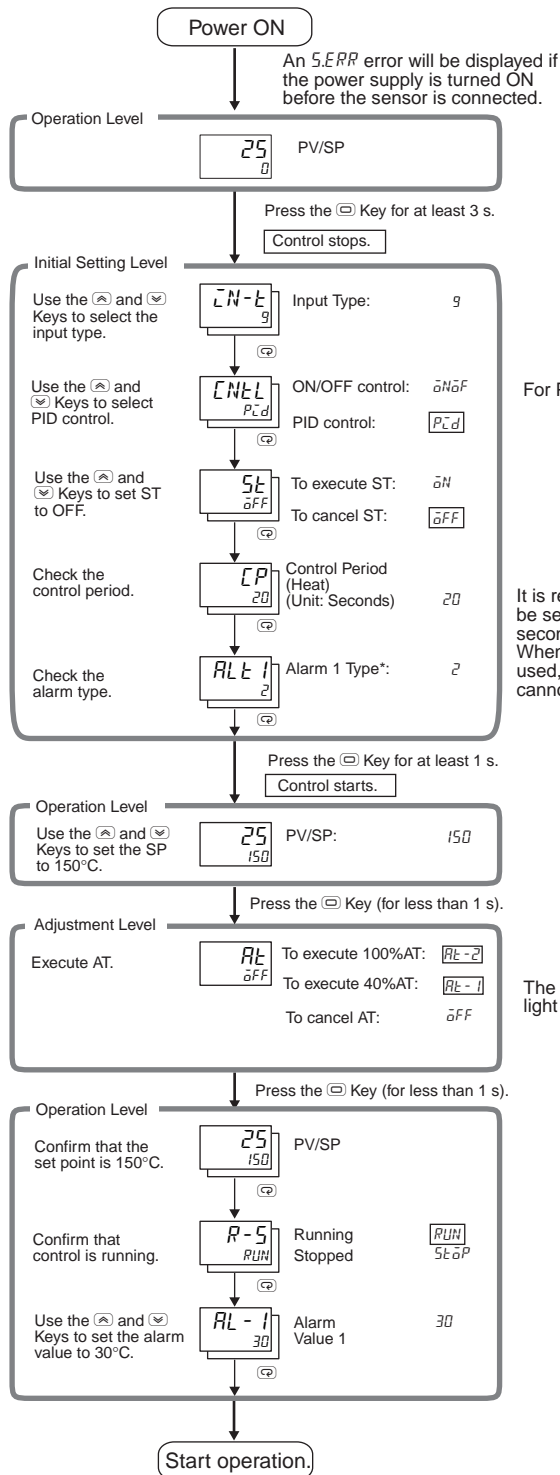 Power ON
An S.ERR error will be displayed if
the power supply is turned ON
before the sensor is connected.
Operation Level
25
0
PV/SP
Press the Key for at least 3 s.
Control stops.
Initial Setting Level
Use the and
Keys to select the
input type.
IN-t
9
Input Type: 9
Use the and
Keys to select
PID control.
CNtL
PId
ON/OFF control: oNoF
PID control: PId
For P
Use the and
Keys to set ST
to OFF.
St
oFF
To execute ST: oN
To cancel ST: oFF
Check the
control period.
CP
20
Control Period
(Heat)
(Unit: Seconds) 20
It is re
be se
secon
When
used,
canno
Check the
alarm type.
ALt1
2
Alarm 1 Type*: 2
Press the Key for at least 1 s.
Control starts.
Operation Level
Use the and
Keys to set the SP
to 150°C.
25
150
PV/SP: 150
Press the Key (for less than 1 s).
Adjustment Level
Execute AT.
At
oFF
To execute 100%AT: At-2
To execute 40%AT: At-1
To cancel AT: oFF
The
light
Press the Key (for less than 1 s).
Operation Level
Confirm that the
set point is 150°C.
25
150
PV/SP
Confirm that
control is running.
R-S
RUN
Running RUN
Stopped StoP
Use the and
Keys to set the alarm
value to 30°C.
AL-1
30
Alarm
Value 1
30
Start operation.